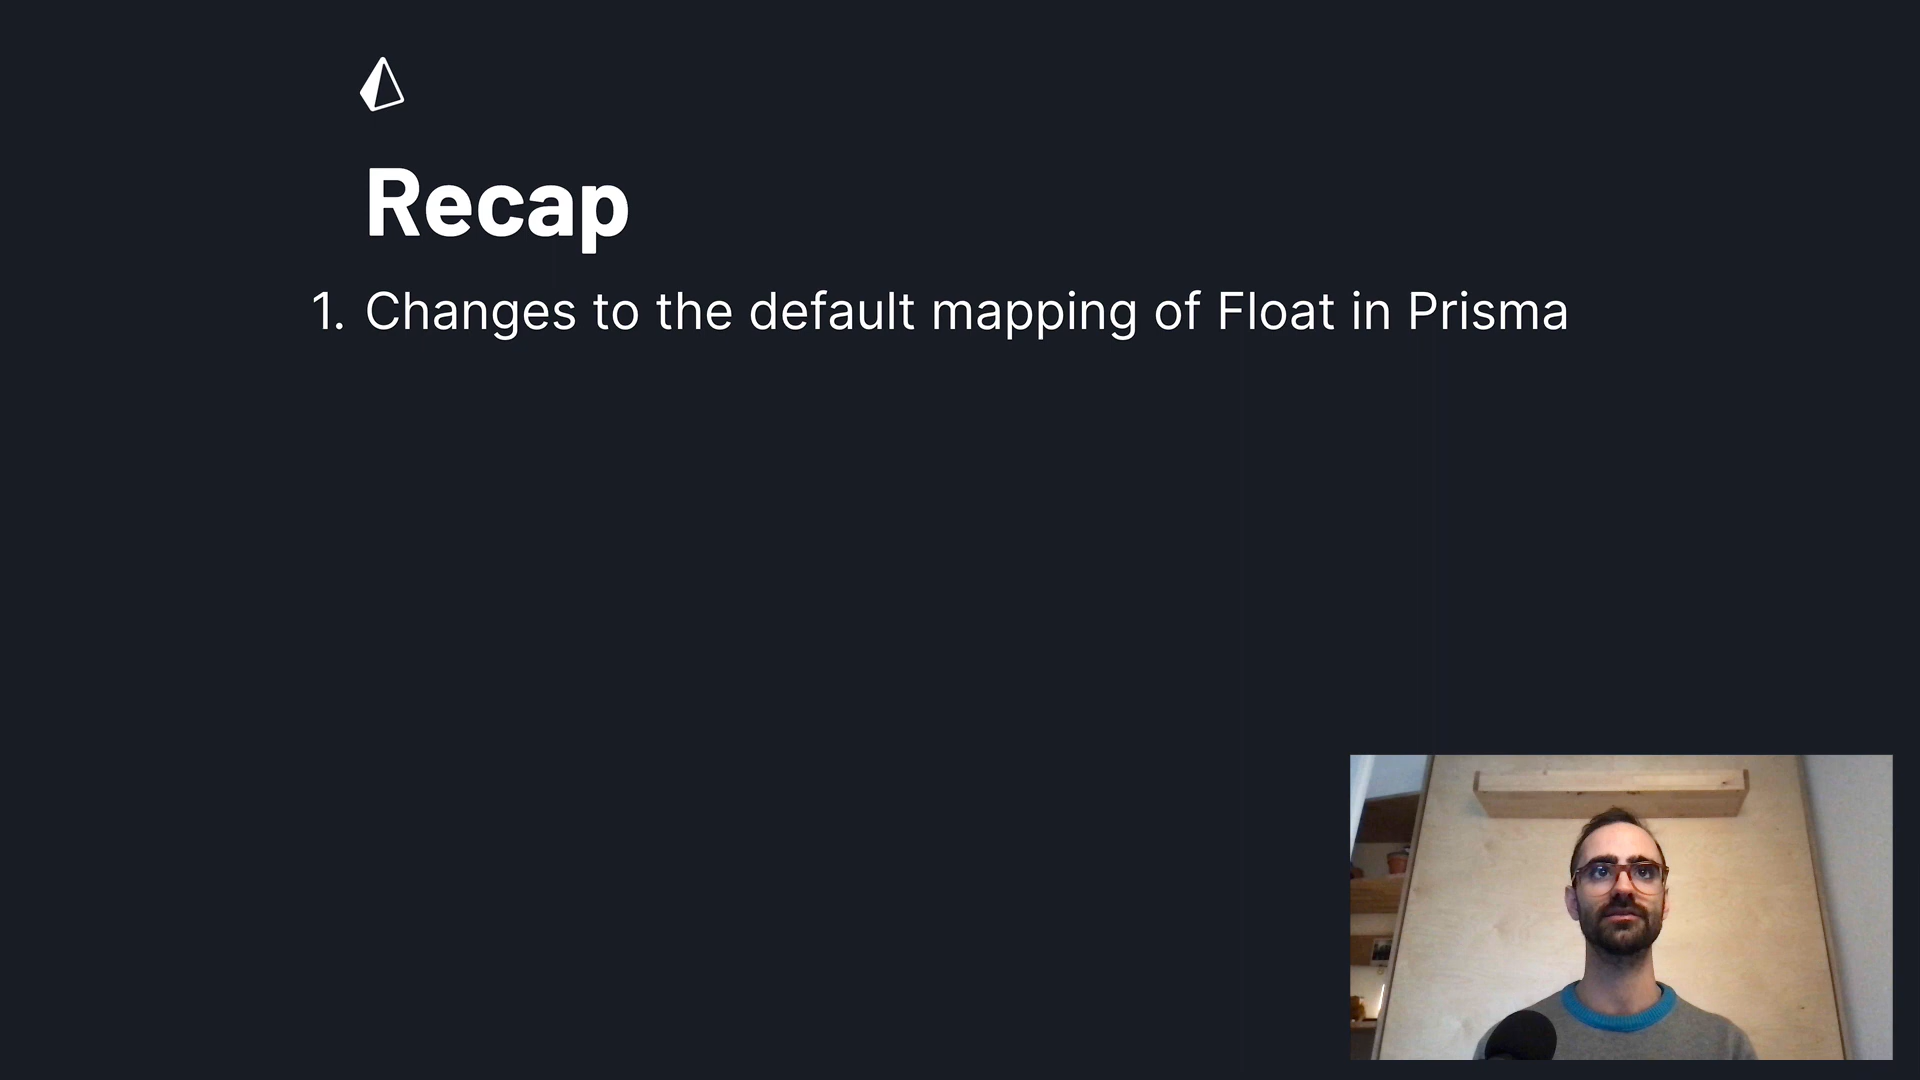 Recap
1. Changes to the default mapping of Float in Prisma